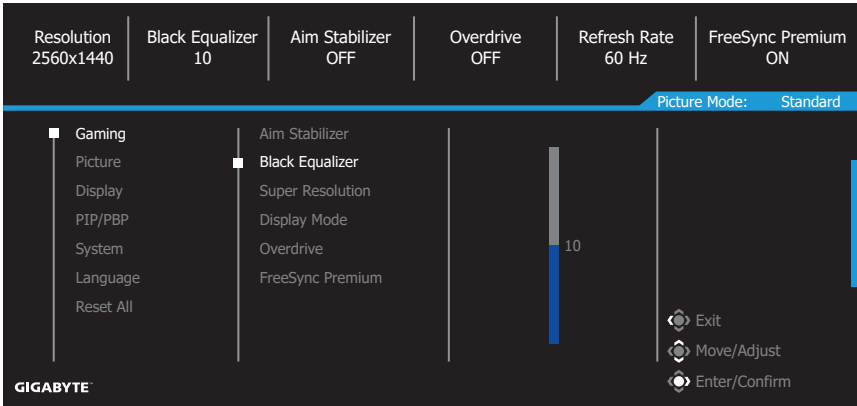 Resolution
2560x1440
Black Equalizer
10
Aim Stabilizer
OFF
Overdrive
OFF
Refresh Rate
60 Hz
FreeSync Premium
ON
Picture Mode: Standard
Gaming
Picture
Display
PIP/PBP
System
Language
Reset All
Aim Stabilizer
Black Equalizer
Super Resolution
Display Mode
Overdrive
FreeSync Premium
10
Exit
Move/Adjust
Enter/Confirm
GIGABYTE™